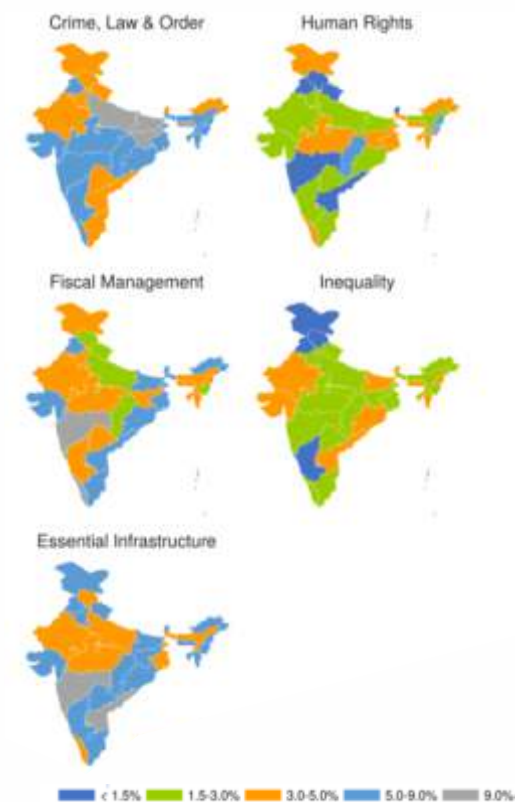 Crime, Law & Order
Human Rights
Fiscal Management
Inequality
Essential Infrastructure
< 1.5% 1.5-3.0% 3.0-5.0% 5.0-9.0% 9.0%